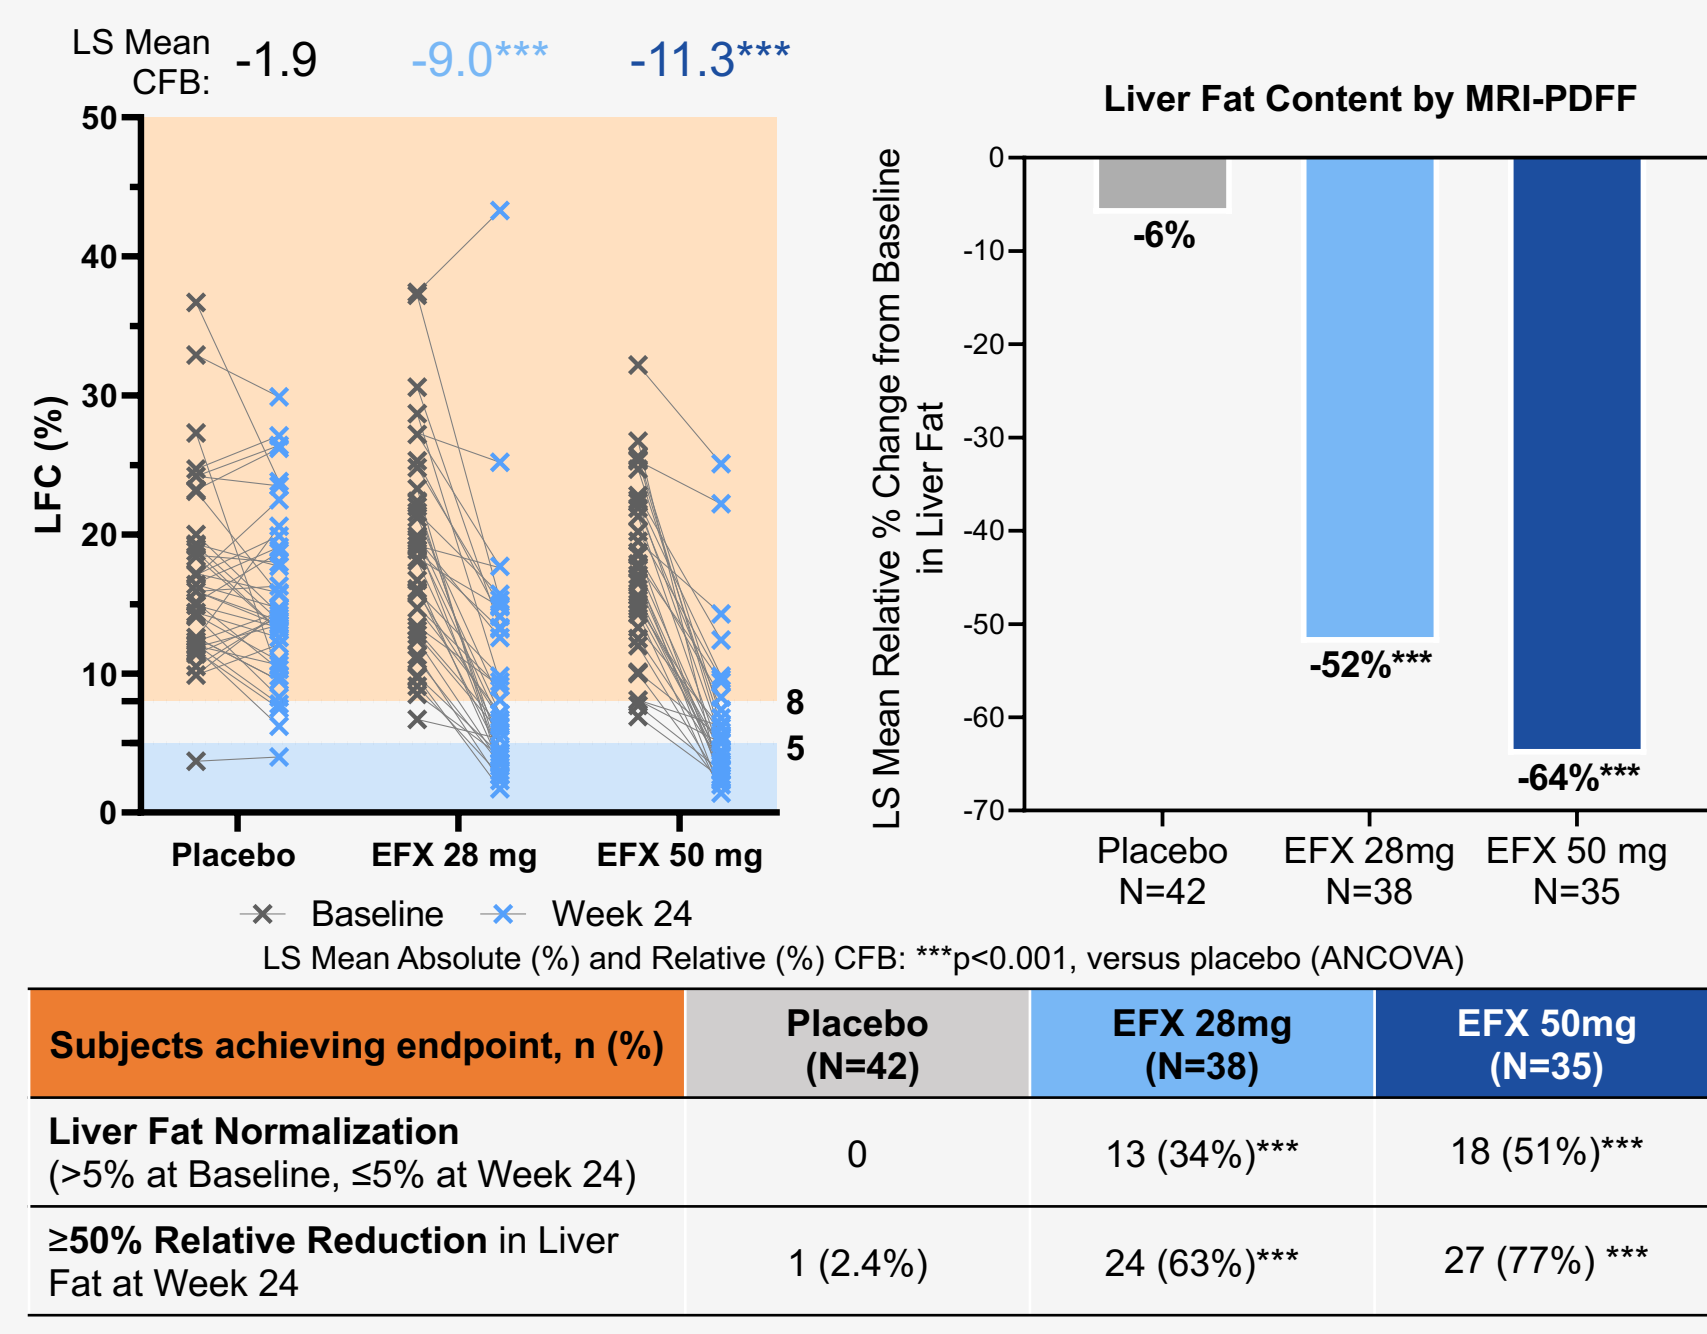 LS Mean
CFB:
-1.9
-9.0***
-11.3***
50
40
30
20
10
0
8
5
LFC (%)
Placebo
EFX 28 mg
EFX 50 mg
Baseline
Week 24
Liver Fat Content by MRI-PDFF
LS Mean Relative % Change from Baseline
in Liver Fat
0
-10
-20
-30
-40
-50
-60
-70
-6%
-52%***
-64%***
Placebo
N=42
EFX 28mg
N=38
EFX 50 mg
N=35
LS Mean Absolute (%) and Relative (%) CFB: ***p<0.001, versus placebo (ANCOVA)
Subjects achieving endpoint, n (%)
Placebo
(N=42)
EFX 28mg
(N=38)
EFX 50mg
(N=35)
Liver Fat Normalization
(>5% at Baseline, ≤5% at Week 24)
0
13 (34%)***
18 (51%)***
≥50% Relative Reduction in Liver
Fat at Week 24
1 (2.4%)
24 (63%)***
27 (77%) ***